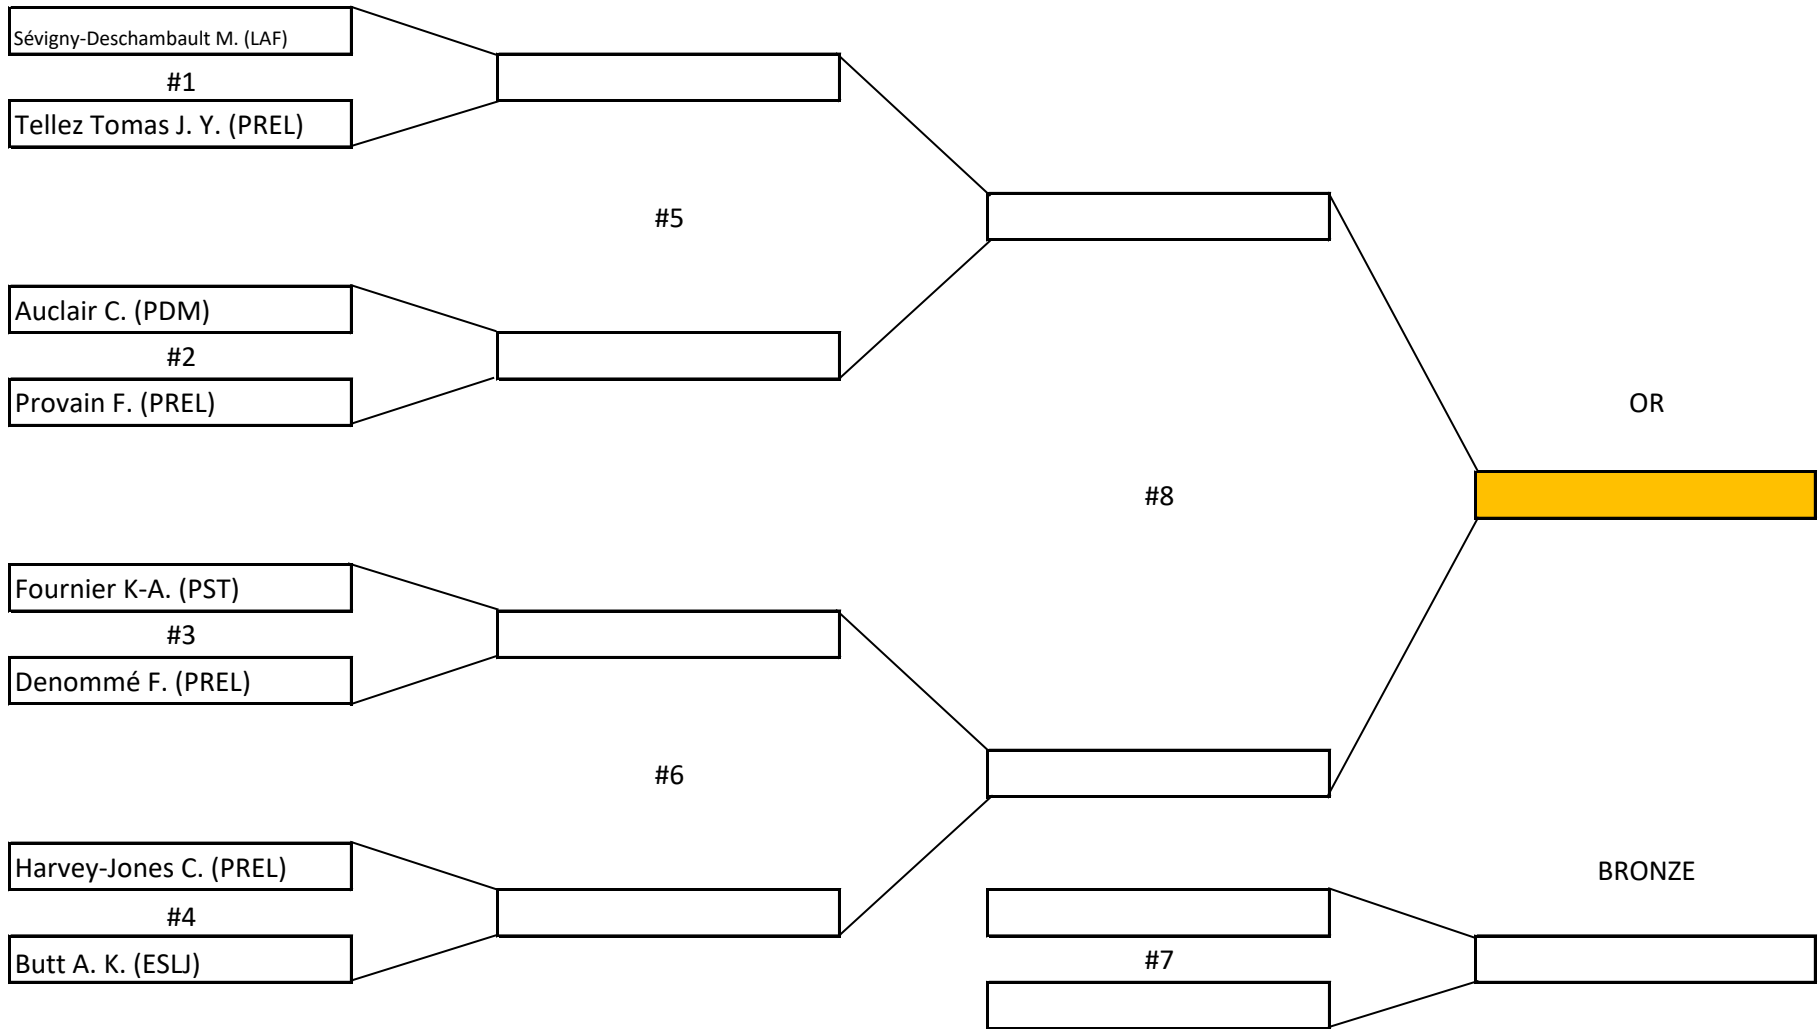 Sévigny-Deschambault M. (LAF)
#1
Tellez Tomas J. Y. (PREL)
#5
Auclair C. (PDM)
#2
Provain F. (PREL)
OR
#8
Fournier K-A. (PST)
#3
Denommé F. (PREL)
#6
Harvey-Jones C. (PREL)
BRONZE
#4
Butt A. K. (ESLJ)
#7